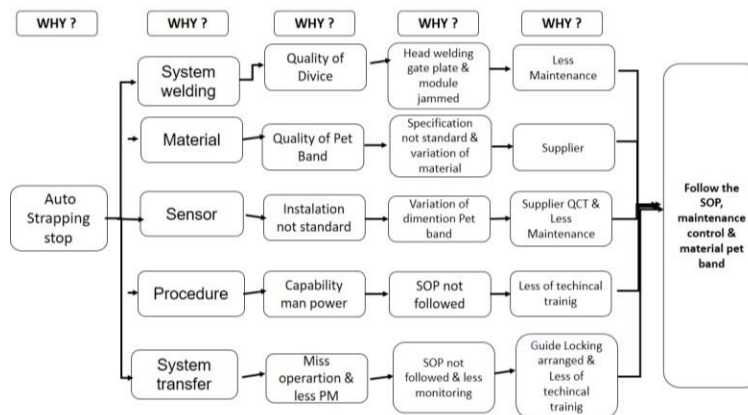 WHY ?
WHY ?
WHY ?
WHY ?
WHY ?
Auto
Strapping
stop
System
welding
Quality of
Divice
Head welding
gate plate &
module
jammed
Less
Maintenance
Material
Quality of Pet
Band
Specification
not standard &
variation of
material
Supplier
Sensor
Instalation
not standard
Variation of
dimention Pet
band
Supplier QCT &
Less
Maintenance
Procedure
Capability
man power
SOP not
followed
Less of techincal
trainig
System
transfer
Miss
operartion &
less PM
SOP not
followed & less
monitoring
Guide Locking
arranged &
Less of
techincal
trainig
Follow the
SOP,
maintenance
control &
material pet
band